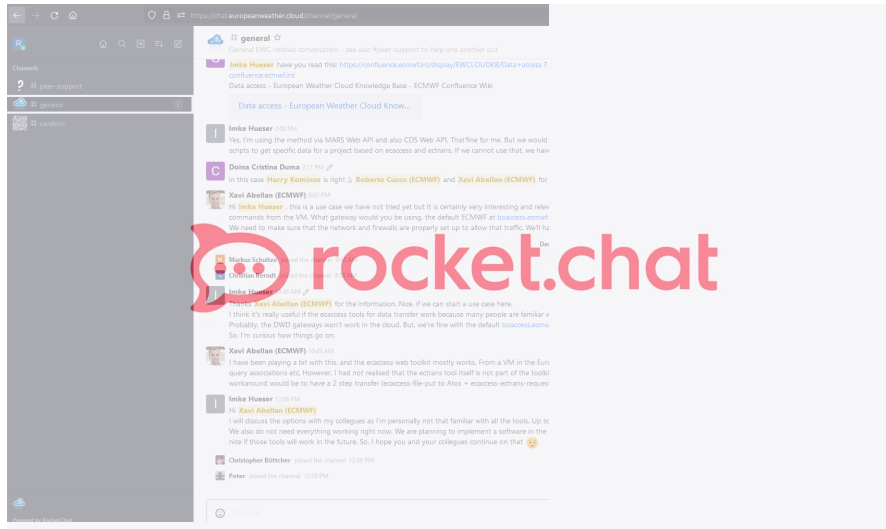 https://chat.europeanweather.cloud/channel/general
R
# general ☆
General EWC-related conversation - see also #peer-support to help one another out
Channels
# peer-support
# general
# random
Imke Hueser have you read this: https://confluence.ecmwf.int/display/EWCLOUDKB/Data+access ?
confluence.ecmwf.int
Data access - European Weather Cloud Knowledge Base - ECMWF Confluence Wiki
Data access - European Weather Cloud Know...
I
Imke Hueser 2:09 PM
Yes, I'm using the method via MARS Web API and also CDS Web API. That'fine for me. But we would
scripts to get specific data for a project based on ecaccess and ectrans. If we cannot use that, we hav
C
Doina Cristina Duma 3:11 PM
in this case Harry Kominos is right :), Roberto Cuccu (ECMWF) and Xavi Abellan (ECMWF) for
Xavi Abellan (ECMWF) 6:03 PM
Hi Imke Hueser , this is a use case we have not tried yet but it is certainly very interesting and relev
commands from the VM. What gateway would you be using, the default ECMWF at boaccess.ecmwf.
We need to make sure that the network and firewalls are properly set up to allow that traffic. We'll ha
De
Markus Schultze joined the channel
Christian Berndt joined the channel
rocket.chat
I
Imke Hueser
Thanks Xavi Abellan (ECMWF) for the information. Nice, if we can start a use case here.
I think it's really useful if the ecaccess tools for data transfer work because many people are familiar v
Probably, the DWD gateways won't work in the cloud. But, we're fine with the default boaccess.ecmw
So, I'm curious how things go on.
Xavi Abellan (ECMWF) 10:45 AM
I have been playing a bit with this, and the ecaccess web toolkit mostly works. From a VM in the Eur
query associations etc. However, I had not realised that the ectrans tool itself is not part of the toolki
workaround would be to have a 2 step transfer (ecaccess-file-put to Atos + ecaccess-ectrans-reques
I
Imke Hueser 12:06 PM
Hi Xavi Abellan (ECMWF)
I will discuss the options with my collegues as I'm personally not that familiar with all the tools. Up to
We also do not need everything working right now. We are planning to implement a software in the
nice if those tools will work in the future. So, I hope you and your collegues continue on that
Christopher Böttcher joined the channel 12:39 PM
Peter joined the channel 12:59 PM
Message
Powered by Rocket.Chat